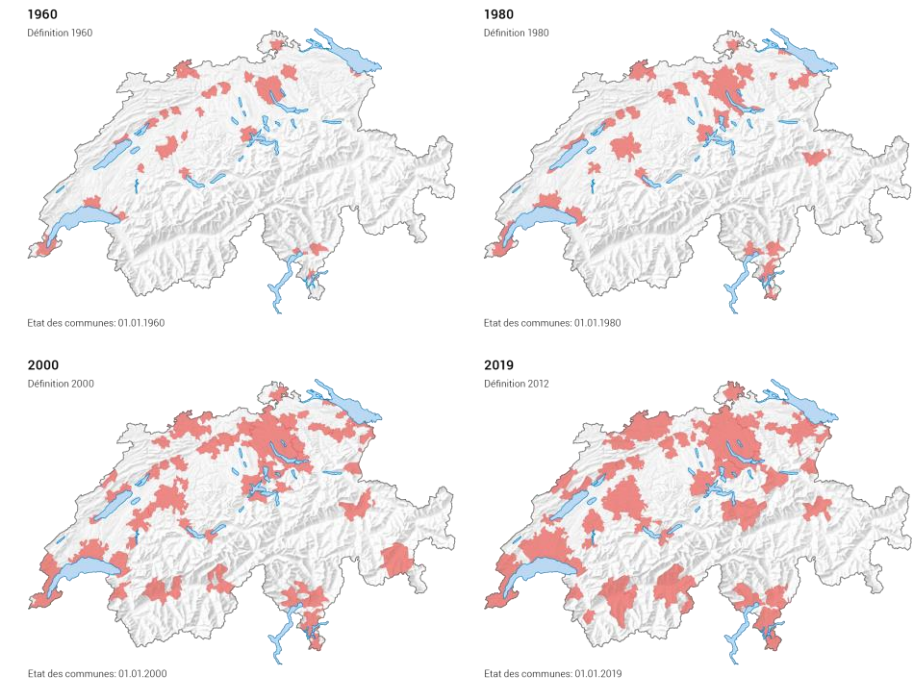 1960
Définition 1960
Etat des communes: 01.01.1960
1980
Définition 1980
Etat des communes: 01.01.1980
2000
Définition 2000
Etat des communes: 01.01.2000
2019
Définition 2012
Etat des communes: 01.01.2019